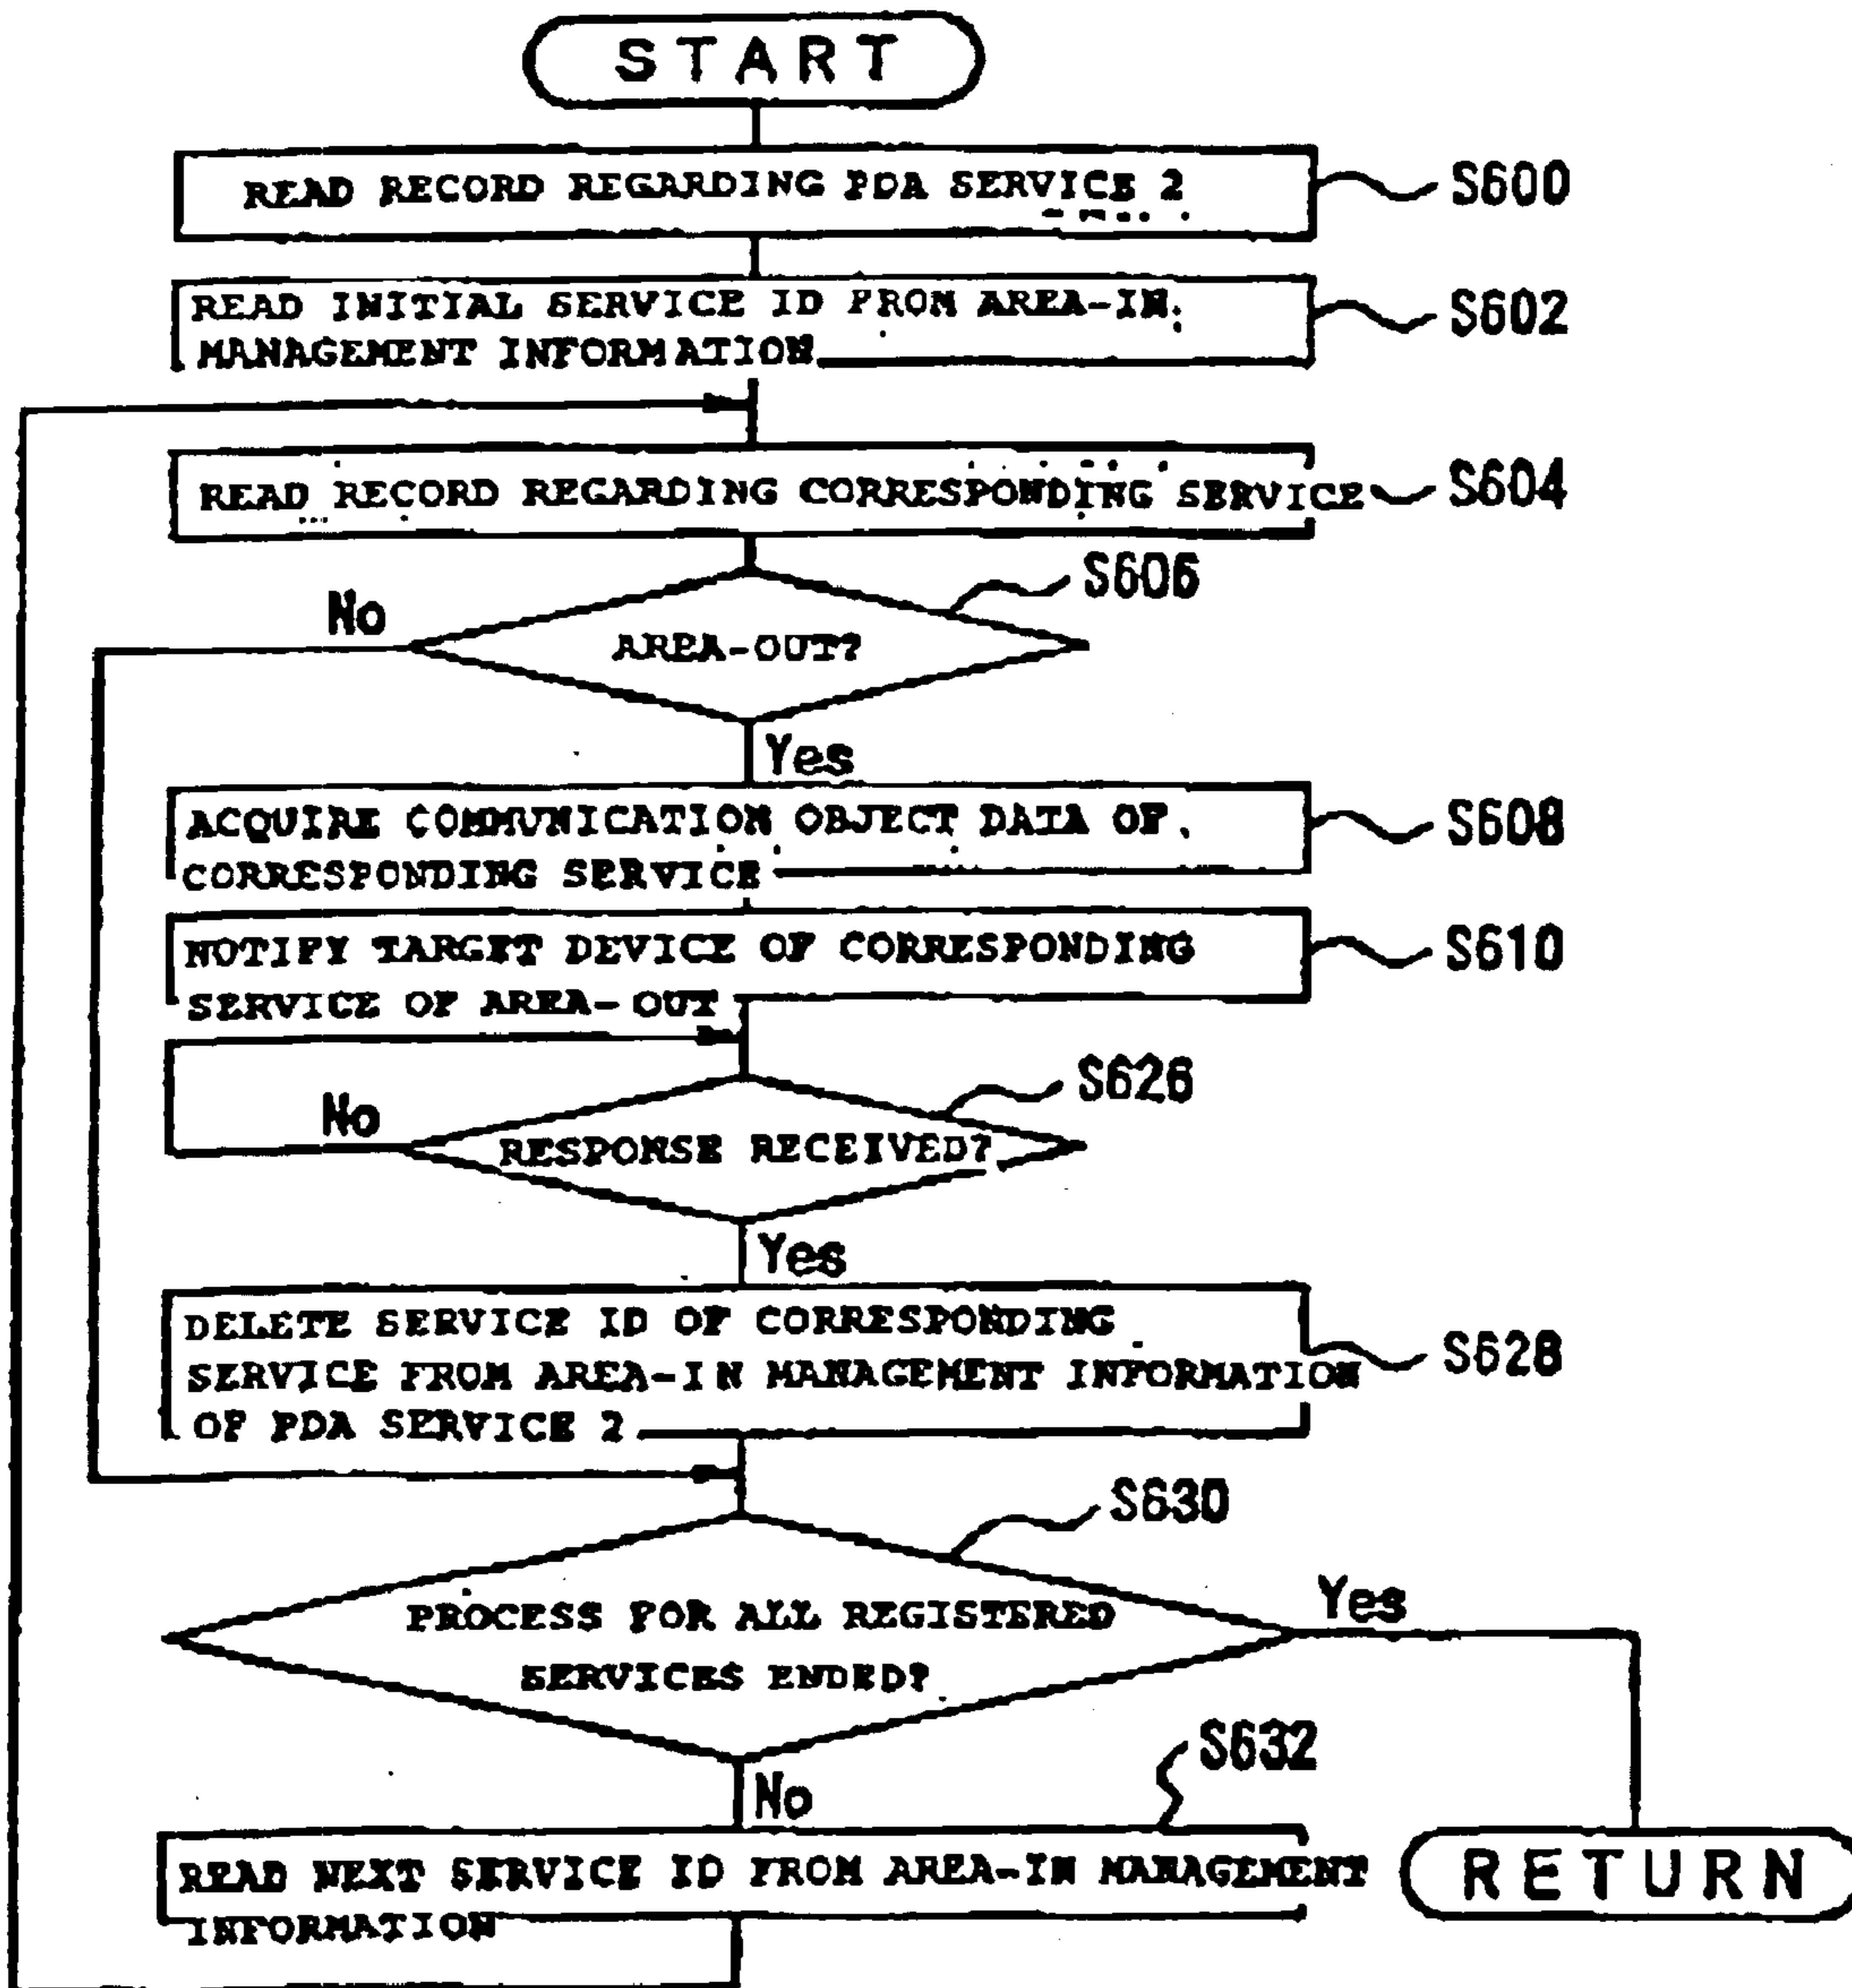 START
READ RECORD REGARDING PDA SERVICE 2
S600
READ INITIAL SERVICE ID FROM AREA-IN
MANAGEMENT INFORMATION
S602
READ RECORD REGARDING CORRESPONDING SERVICE
S604
S606
No
AREA-OUT?
Yes
ACQUIRE COMMUNICATION OBJECT DATA OF
CORRESPONDING SERVICE
S608
NOTIFY TARGET DEVICE OF CORRESPONDING
SERVICE OF AREA-OUT
S610
S626
No
RESPONSE RECEIVED?
Yes
DELETE SERVICE ID OF CORRESPONDING
SERVICE FROM AREA-IN MANAGEMENT INFORMATION
OF PDA SERVICE 2
S628
S630
PROCESS FOR ALL REGISTERED
SERVICES ENDED?
Yes
S632
No
READ NEXT SERVICE ID FROM AREA-IN MANAGEMENT
INFORMATION
RETURN